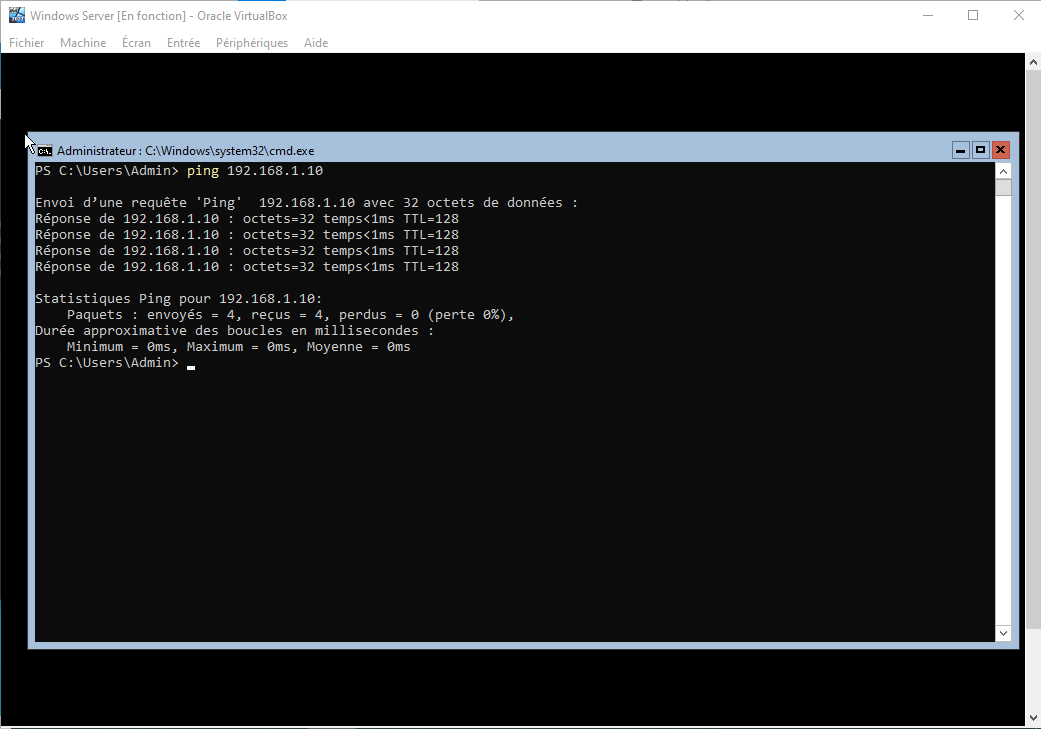 Windows Server [En fonction] - Oracle VirtualBox
Fichier Machine Écran Entrée Périphériques Aide
Administrateur : C:\Windows\system32\cmd.exe
PS C:\Users\Admin> ping 192.168.1.10
Envoi d’une requête 'Ping'  192.168.1.10 avec 32 octets de données :
Réponse de 192.168.1.10 : octets=32 temps<1ms TTL=128
Réponse de 192.168.1.10 : octets=32 temps<1ms TTL=128
Réponse de 192.168.1.10 : octets=32 temps<1ms TTL=128
Réponse de 192.168.1.10 : octets=32 temps<1ms TTL=128
Statistiques Ping pour 192.168.1.10:
Paquets : envoyés = 4, reçus = 4, perdus = 0 (perte 0%),
Durée approximative des boucles en millisecondes :
Minimum = 0ms, Maximum = 0ms, Moyenne = 0ms
PS C:\Users\Admin>